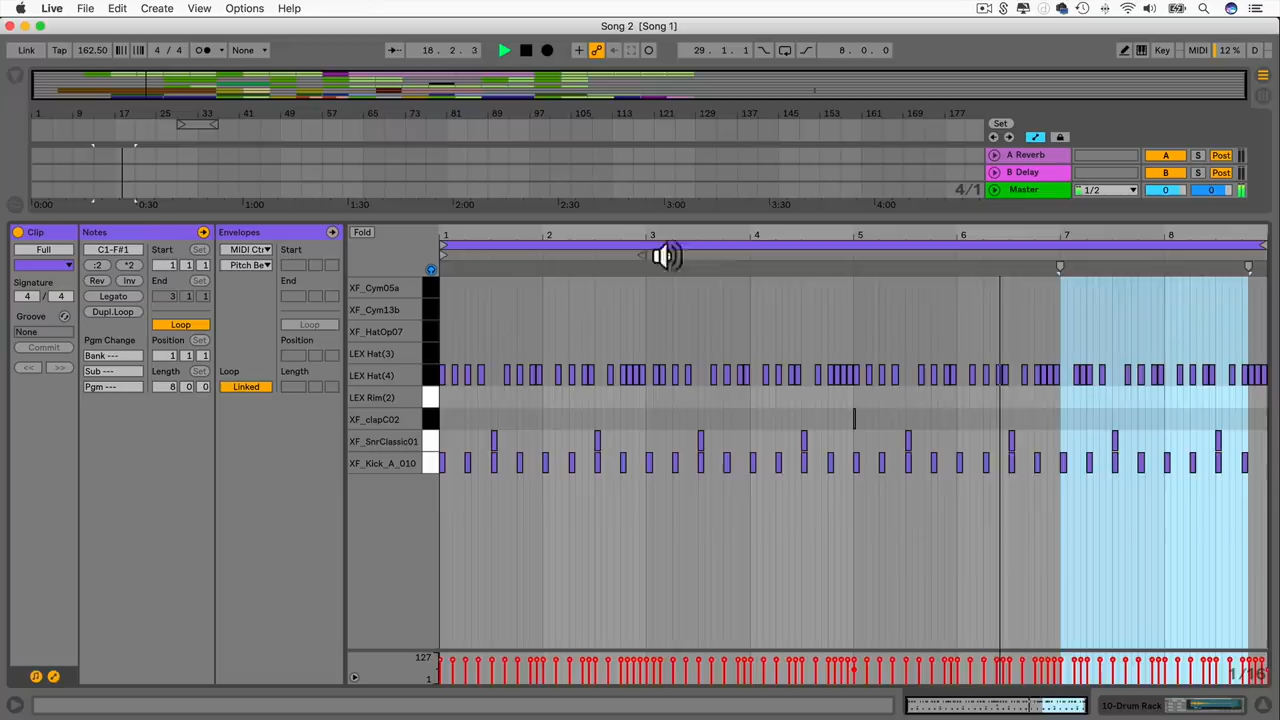 Live File Edit Create View Options Help
Song 2 [Song 1]
Link Tap 162.50 4 / 4 None 18. 2. 3 29. 1. 1 8. 0. 0 Key MIDI 12 % D
1 9 17 25 33 41 49 57 65 73 81 89 97 105 113 121 129 137 145 153 161 169 177
Set
A Reverb A S Post
B Delay B S Post
4/1 Master 1/2 0 0
0:00 0:30 1:00 1:30 2:00 2:30 3:00 3:30 4:00
Clip Notes Envelopes Fold 1 2 3 4 5 6 7 8
Full C1-F#1 Start Set MIDI Ctr Start
:2 *2 1 1 1 Pitch Be
Signature Rev Inv End Set End
4 / 4 Legato 3 1 1
Groove Dupl.Loop
None Loop Loop
Commit Pgm Change Position Set Position
<< >> Bank --- 1 1 1
Sub --- Length Set Loop Length
Pgm --- 8 0 0 Linked
XF_Cym05a
XF_Cym13b
XF_HatOp07
LEX Hat(3)
LEX Hat(4)
LEX Rim(2)
XF_clapC02
XF_SnrClassic01
XF_Kick_A_010
127
1
1/16
10-Drum Rack